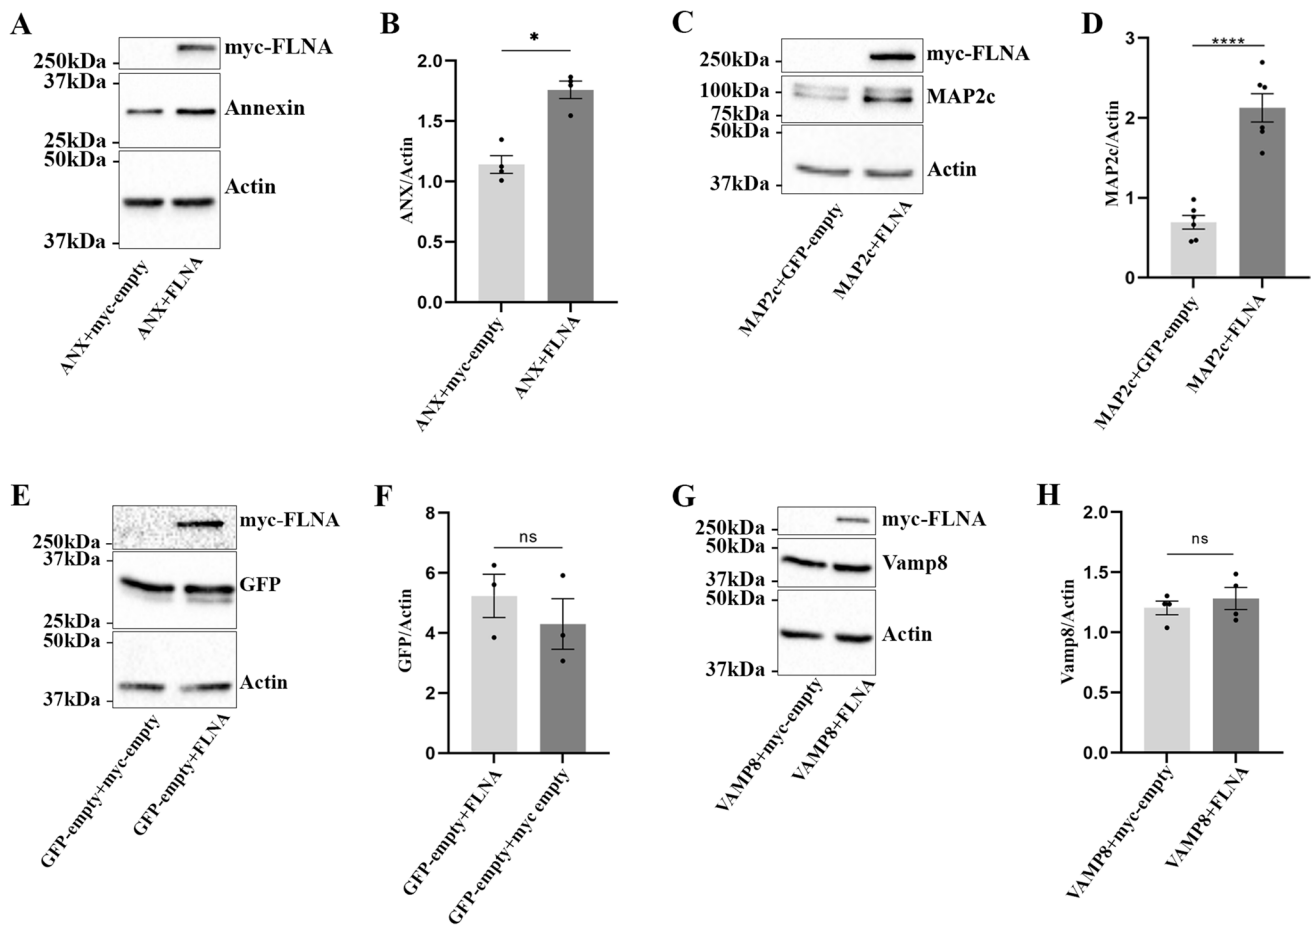 A
250kDa
37kDa
25kDa
50kDa
37kDa
myc-FLNA
Annexin
Actin
ANX+myc-empty
ANX+FLNA
B
*
ANX/Actin
2.0
1.5
1.0
0.5
0.0
ANX+myc-empty
ANX+FLNA
C
250kDa
100kDa
75kDa
50kDa
37kDa
myc-FLNA
MAP2c
Actin
MAP2c+GFP-empty
MAP2c+FLNA
D
****
MAP2c/Actin
3
2
1
0
MAP2c+GFP-empty
MAP2c+FLNA
E
250kDa
37kDa
25kDa
50kDa
37kDa
myc-FLNA
GFP
Actin
GFP-empty+myc-empty
GFP-empty+FLNA
F
ns
GFP/Actin
8
6
4
2
0
GFP-empty+FLNA
GFP-empty+myc empty
G
250kDa
50kDa
37kDa
50kDa
37kDa
myc-FLNA
Vamp8
Actin
VAMP8+myc-empty
VAMP8+FLNA
H
ns
Vamp8/Actin
2.0
1.5
1.0
0.5
0.0
VAMP8+myc-empty
VAMP8+FLNA